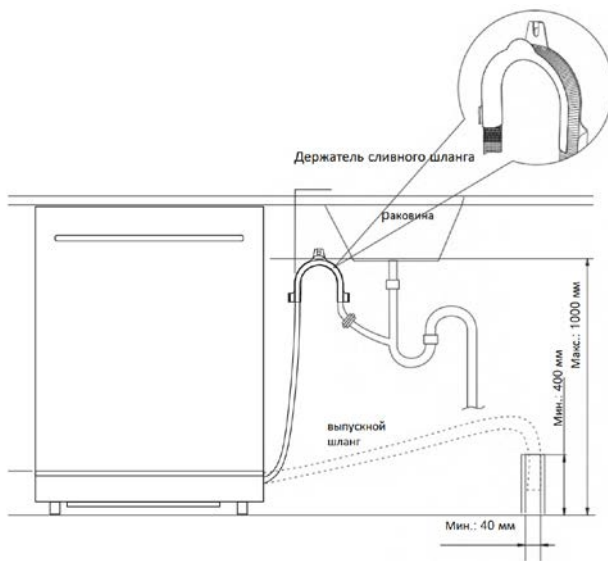 Держатель сливного шланга
раковина
Макс.: 1000 мм
Мин.: 400 мм
выпускной
шланг
Мин.: 40 мм